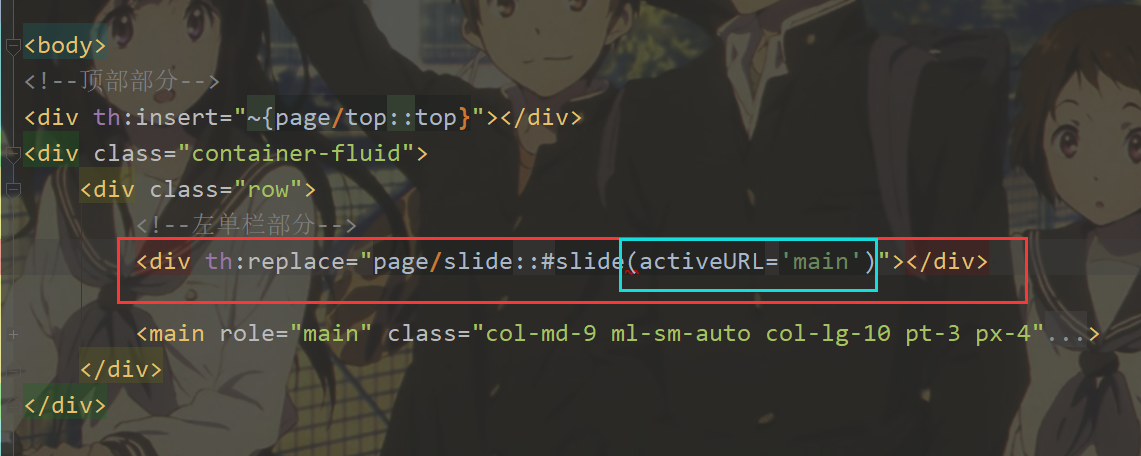 <body>
<!--顶部部分-->
<div th:insert="~{page/top::top}"></div>
<div class="container-fluid">
<div class="row">
<!--左单栏部分-->
<div th:replace="page/slide::#slide(activeURL='main')"></div>
<main role="main" class="col-md-9 ml-sm-auto col-lg-10 pt-3 px-4"...>
</div>
</div>